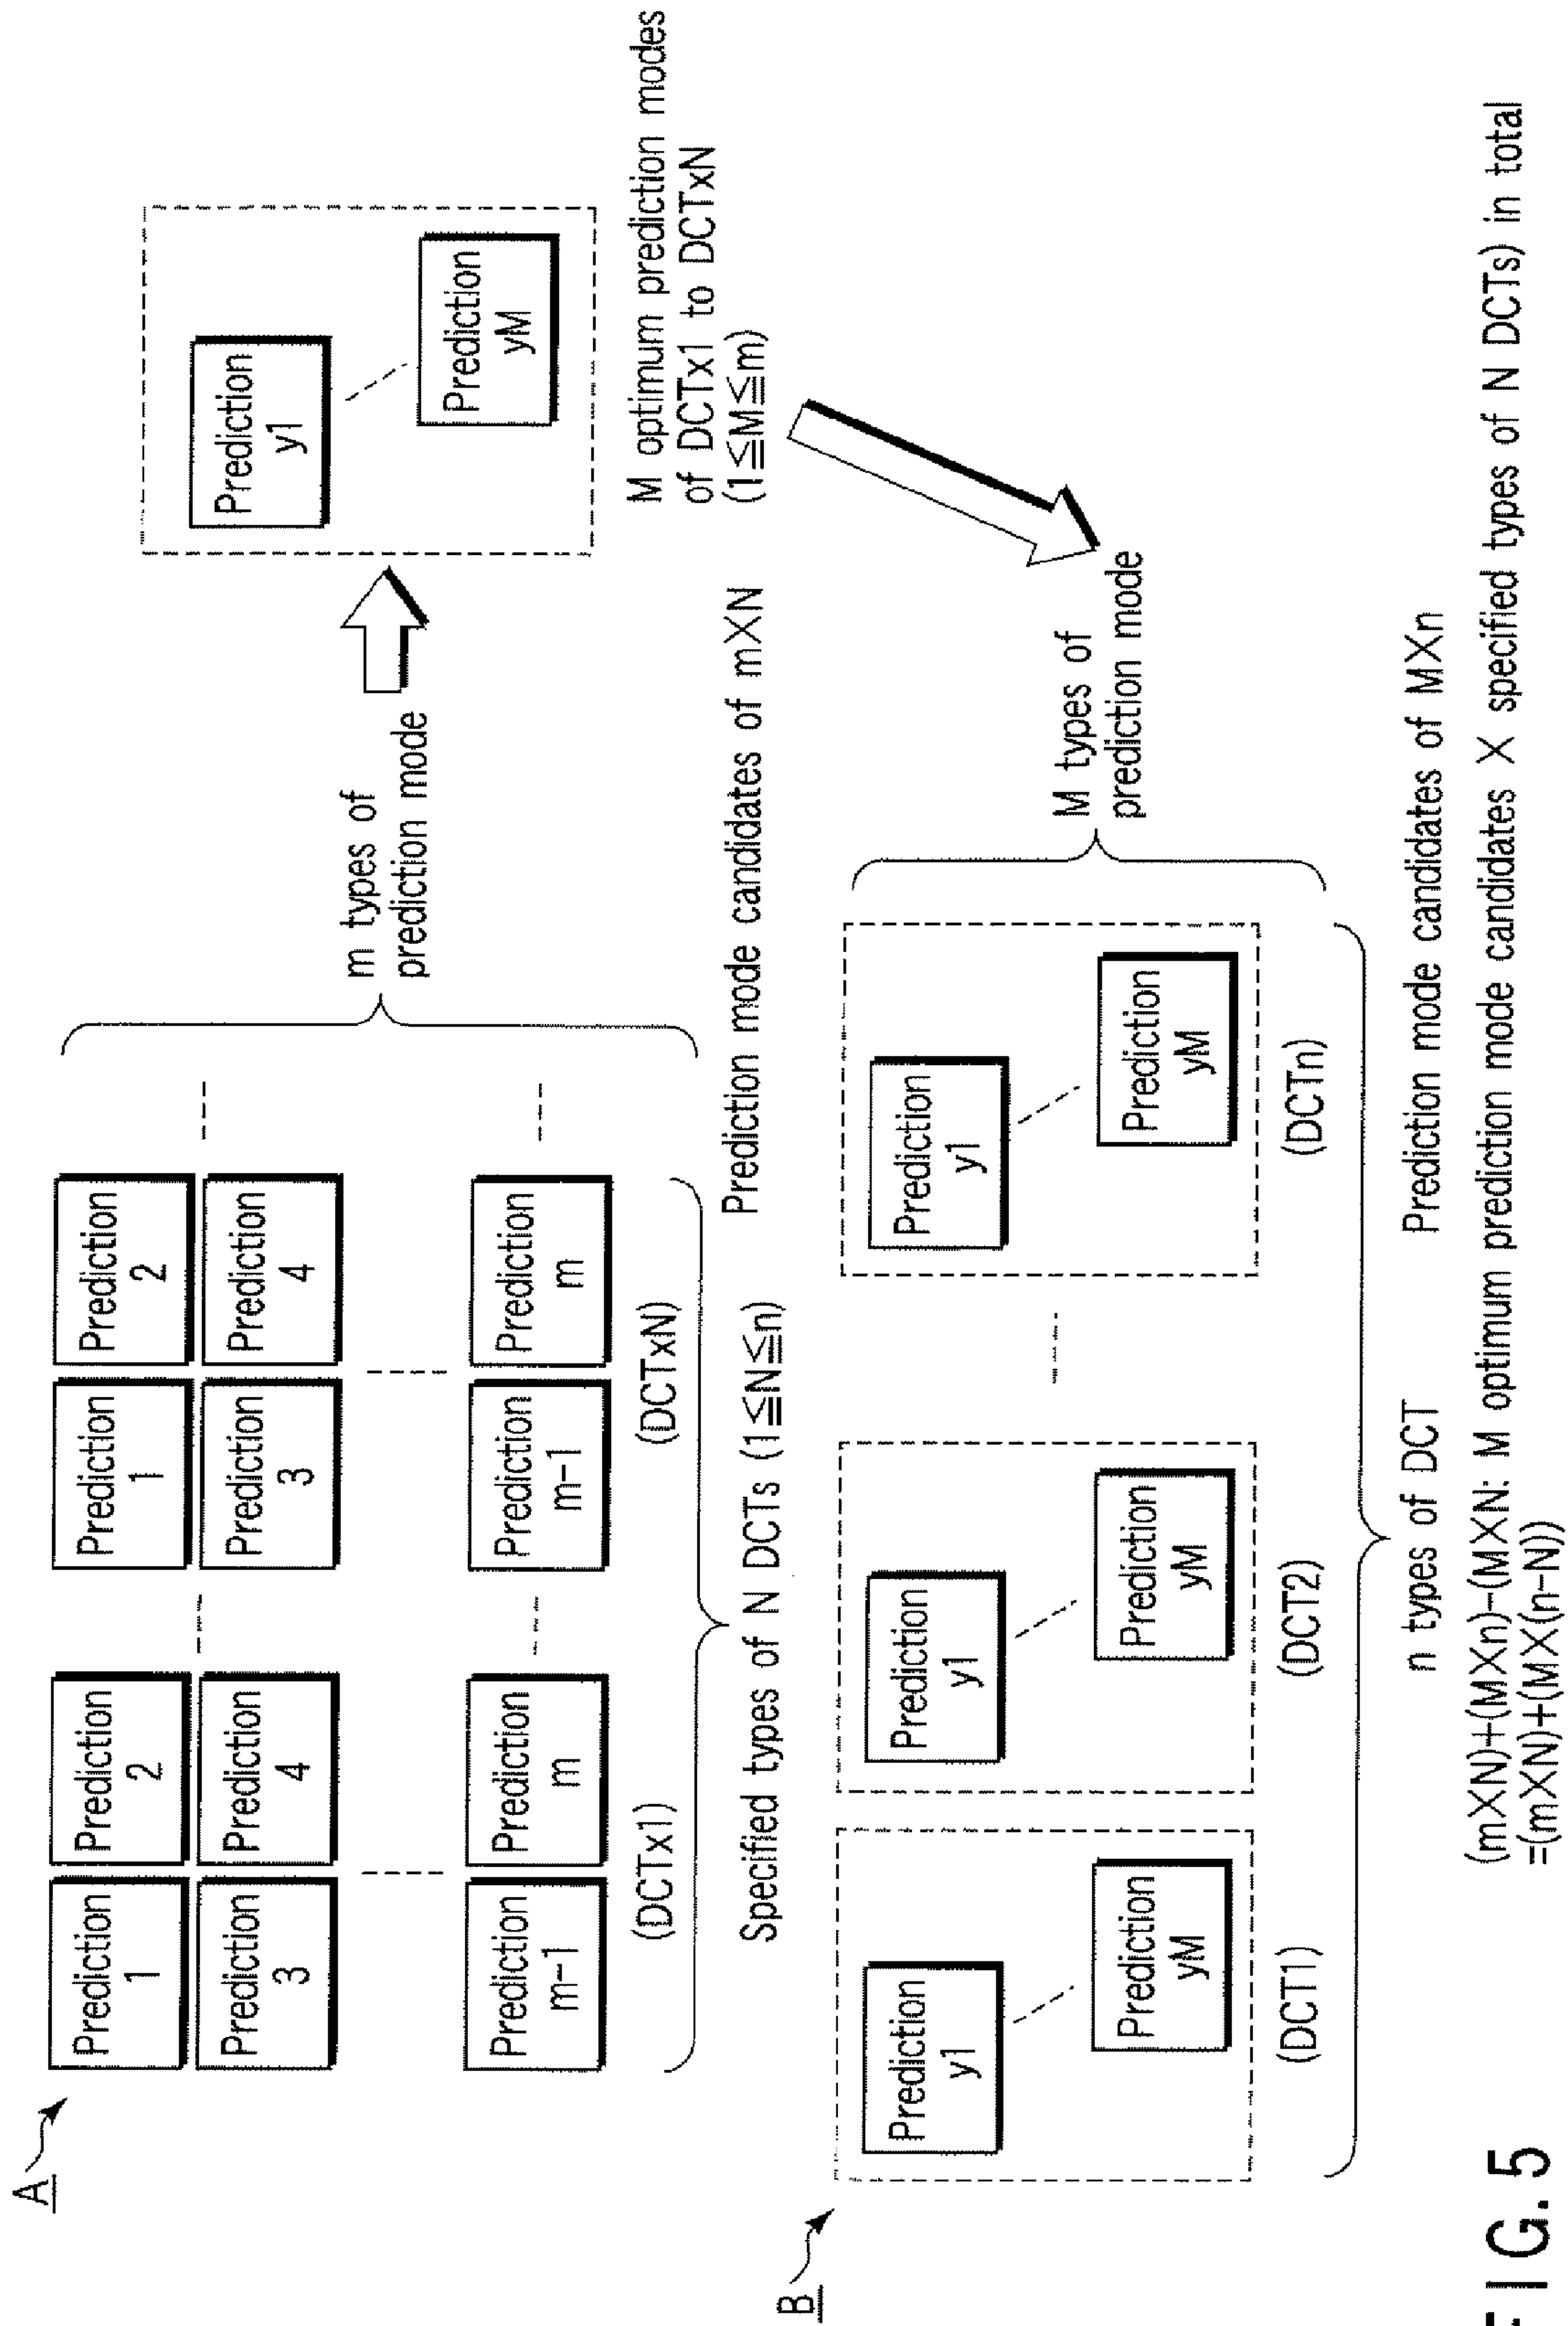 A
Prediction
1
Prediction
2
Prediction
1
Prediction
2
Prediction
3
Prediction
4
Prediction
3
Prediction
4
Prediction
m-1
Prediction
m
Prediction
m-1
Prediction
m
(DCTx1)
(DCTxN)
Specified types of N DCTs (1≦N≦n)
m types of
prediction mode
Prediction mode candidates of m×N
Prediction
y1
Prediction
yM
M optimum prediction modes
of DCTx1 to DCTxN
(1≦M≦m)
B
Prediction
y1
Prediction
yM
(DCT1)
Prediction
y1
Prediction
yM
(DCT2)
Prediction
y1
Prediction
yM
(DCTn)
M types of
prediction mode
n types of DCT
Prediction mode candidates of M×n
(m×N)+(M×n)-(M×N: M optimum prediction mode candidates × specified types of N DCTs) in total
=(m×N)+(M×(n-N))
FIG. 5